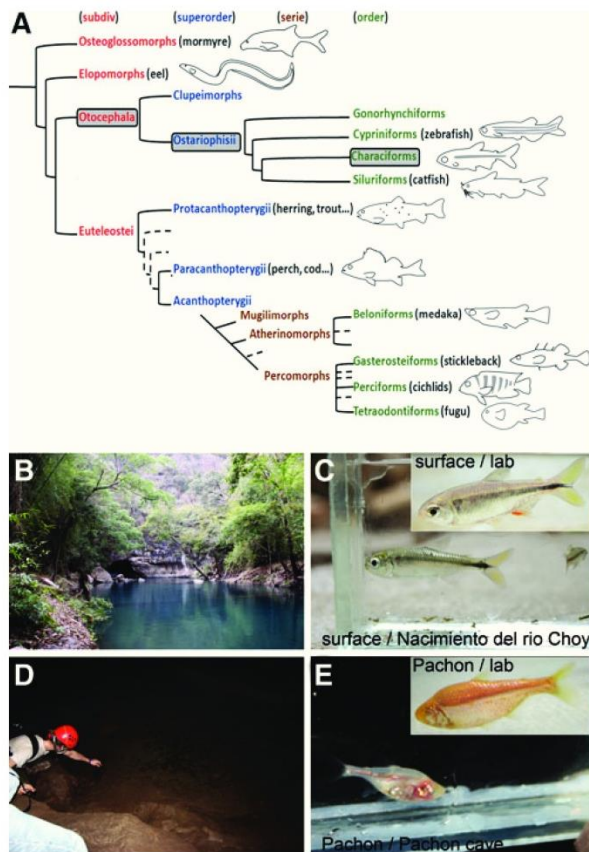 A
(subdiv) (superorder) (serie) (order)
Osteoglossomorphs (mormyre)
Elopomorphs (eel)
Clupeimorphs
Otocephala
Gonorhynchiforms
Ostariophisii
Cypriniforms (zebrafish)
Characiforms
Siluriforms (catfish)
Protacanthopterygii (herring, trout...)
Euteleostei
Paracanthopterygii (perch, cod...)
Acanthopterygii
Mugilimorphs
Beloniforms (medaka)
Atherinomorphs
Gasterosteiforms (stickleback)
Percomorphs
Perciforms (cichlids)
Tetraodontiforms (fugu)
B
C
surface / lab
surface / Nacimiento del rio Choy
D
E
Pachon / lab
Pachon / Pachon cave